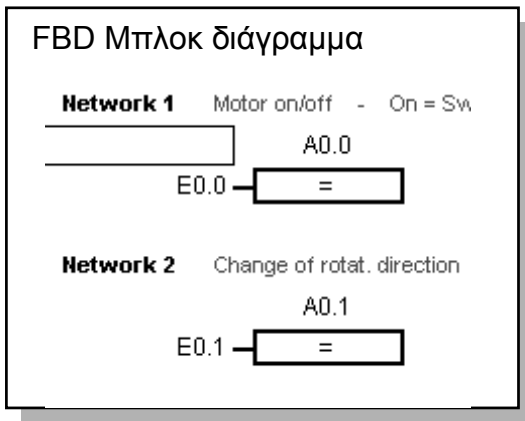 FBD Μπλοκ διάγραμμα
Network 1 Motor on/off - On = Sw
A0.0
E0.0 =
Network 2 Change of rotat. direction
A0.1
E0.1 =